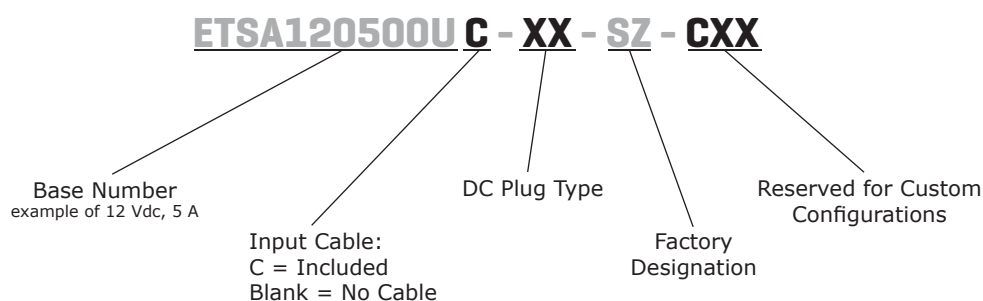 ETSA120500U C - XX - SZ - CXX
Base Number
example of 12 Vdc, 5 A
DC Plug Type
Reserved for Custom
Configurations
Input Cable:
C = Included
Blank = No Cable
Factory
Designation